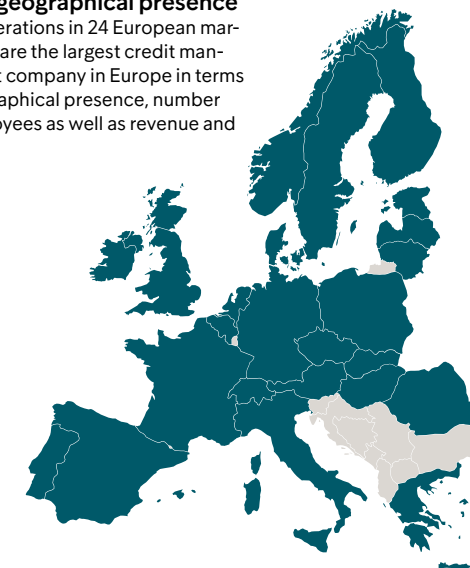 geographical presence
erations in 24 European mar-
are the largest credit man-
t company in Europe in terms
aphical presence, number
oyees as well as revenue and